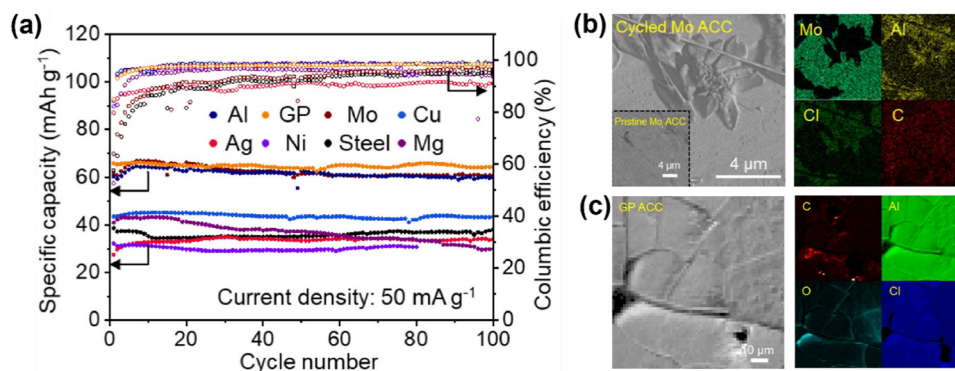 (a)
120
100
80
60
40
20
0
Specific capacity (mAh g⁻¹)
100
80
60
40
20
0
Columbic efficiency (%)
Al GP Mo Cu
Ag Ni Steel Mg
Current density: 50 mA g⁻¹
0 20 40 60 80 100
Cycle number
(b)
Cycled Mo ACC
Pristine Mo ACC
4 μm
4 μm
Mo Al
Cl C
(c)
GP ACC
10 μm
C Al
O Cl